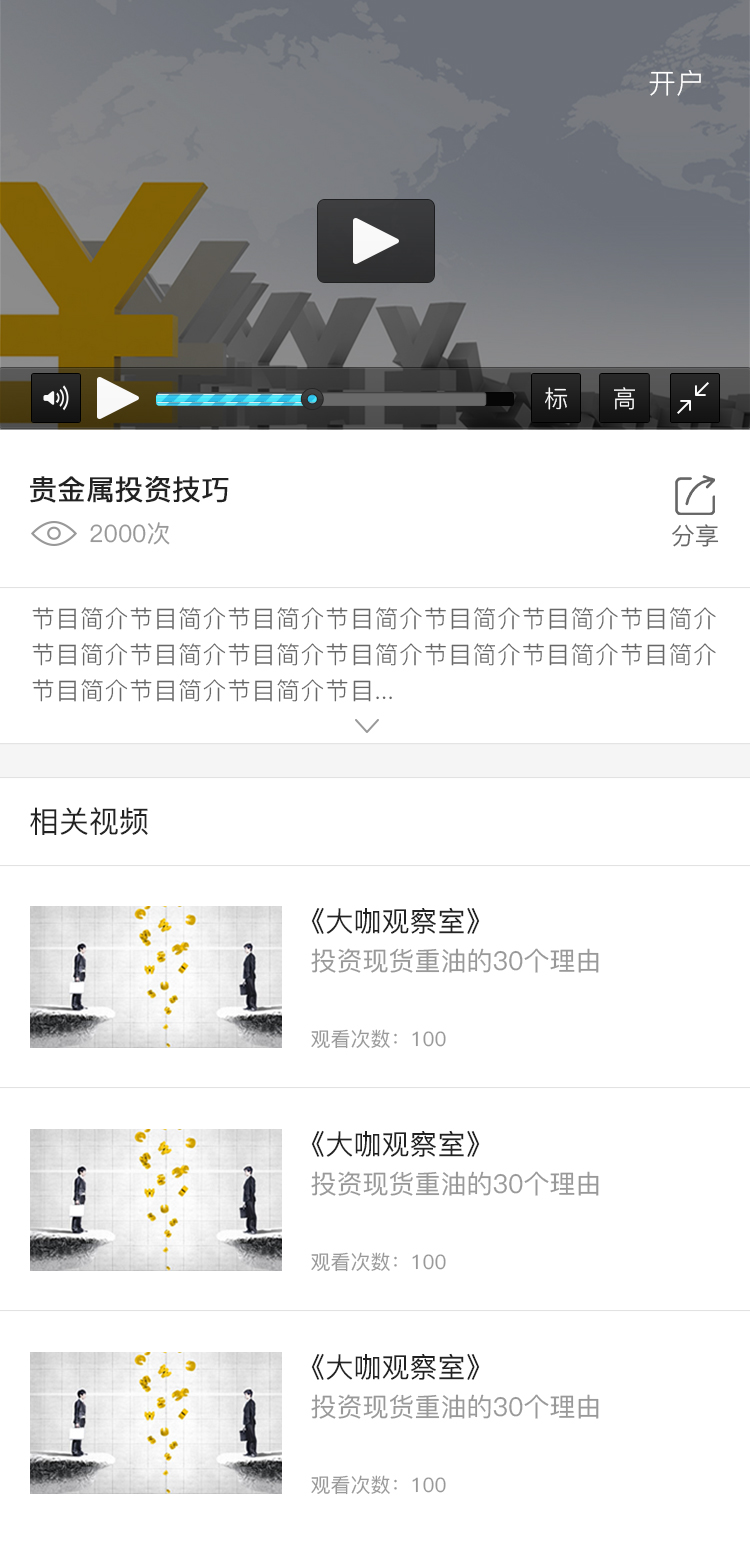 开户
标 高
贵金属投资技巧
2000次
分享
节目简介节目简介节目简介节目简介节目简介节目简介节目简介
节目简介节目简介节目简介节目简介节目简介节目简介节目简介
节目简介节目简介节目简介节目...
相关视频
《大咖观察室》
投资现货重油的30个理由
观看次数：100
《大咖观察室》
投资现货重油的30个理由
观看次数：100
《大咖观察室》
投资现货重油的30个理由
观看次数：100